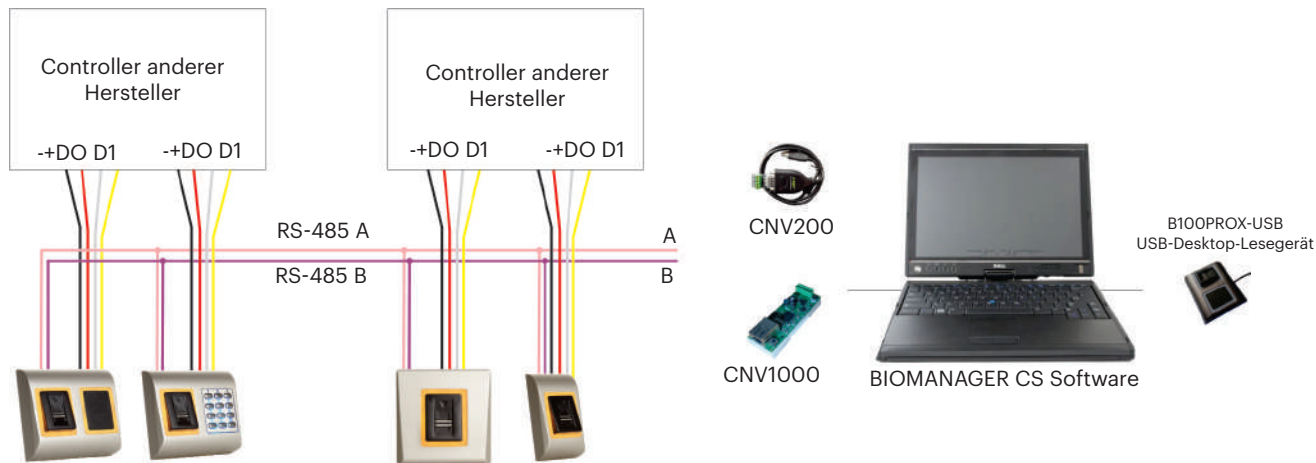 Controller anderer
Hersteller
-+DO D1
-+DO D1
Controller anderer
Hersteller
-+DO D1
-+DO D1
RS-485 A
A
RS-485 B
B
CNV200
CNV1000
DELL
BIOMANAGER CS Software
B100PROX-USB
USB-Desktop-Lesegerät